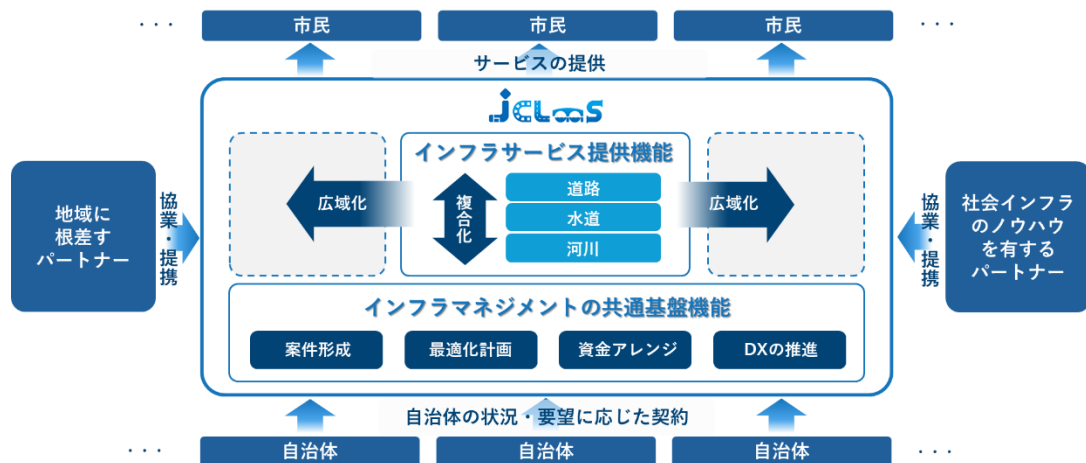 ・・・ 市民 市民 市民 ・・・
サービスの提供
JCLaaS
インフラサービス提供機能
広域化
複合化
道路
水道
河川
広域化
地域に
根差す
パートナー
協業・提携
協業・提携
社会インフラ
のノウハウ
を有する
パートナー
インフラマネジメントの共通基盤機能
案件形成 最適化計画 資金アレンジ DXの推進
自治体の状況・要望に応じた契約
・・・ 自治体 自治体 自治体 ・・・